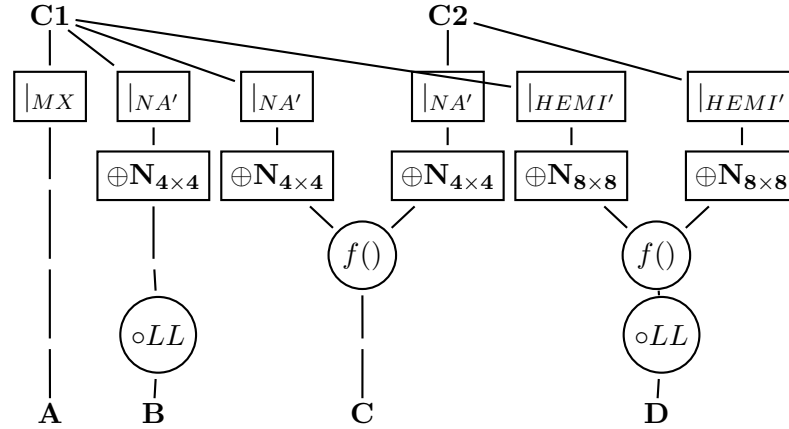 C1 C2
|MX |NA′ |NA′ |NA′ |HEMI′ |HEMI′
⊕N4×4 ⊕N4×4 ⊕N4×4 ⊕N8×8 ⊕N8×8
f() f()
∘LL ∘LL
A B C D